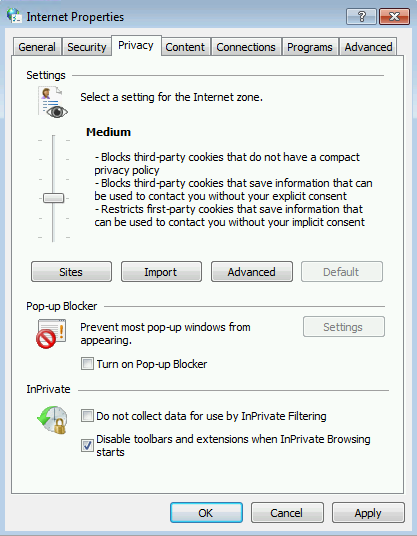 Internet Properties
General Security Privacy Content Connections Programs Advanced
Settings
Select a setting for the Internet zone.
Medium
- Blocks third-party cookies that do not have a compact
privacy policy
- Blocks third-party cookies that save information that can
be used to contact you without your explicit consent
- Restricts first-party cookies that save information that
can be used to contact you without your implicit consent
Sites Import Advanced Default
Pop-up Blocker
Prevent most pop-up windows from
appearing.
Settings
Turn on Pop-up Blocker
InPrivate
Do not collect data for use by InPrivate Filtering
Disable toolbars and extensions when InPrivate Browsing
starts
OK Cancel Apply